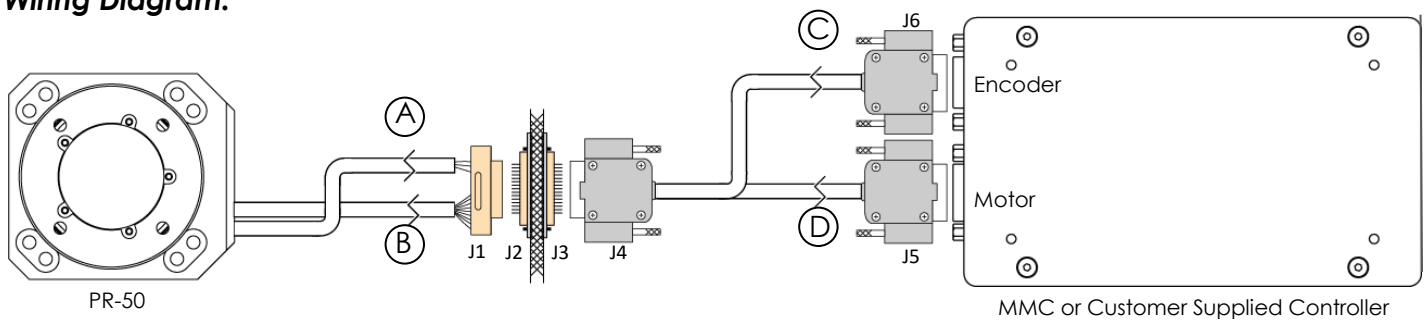 Wiring Diagram:
C
J6
Encoder
A
Motor
B
J1
J2
J3
J4
D
J5
PR-50
MMC or Customer Supplied Controller